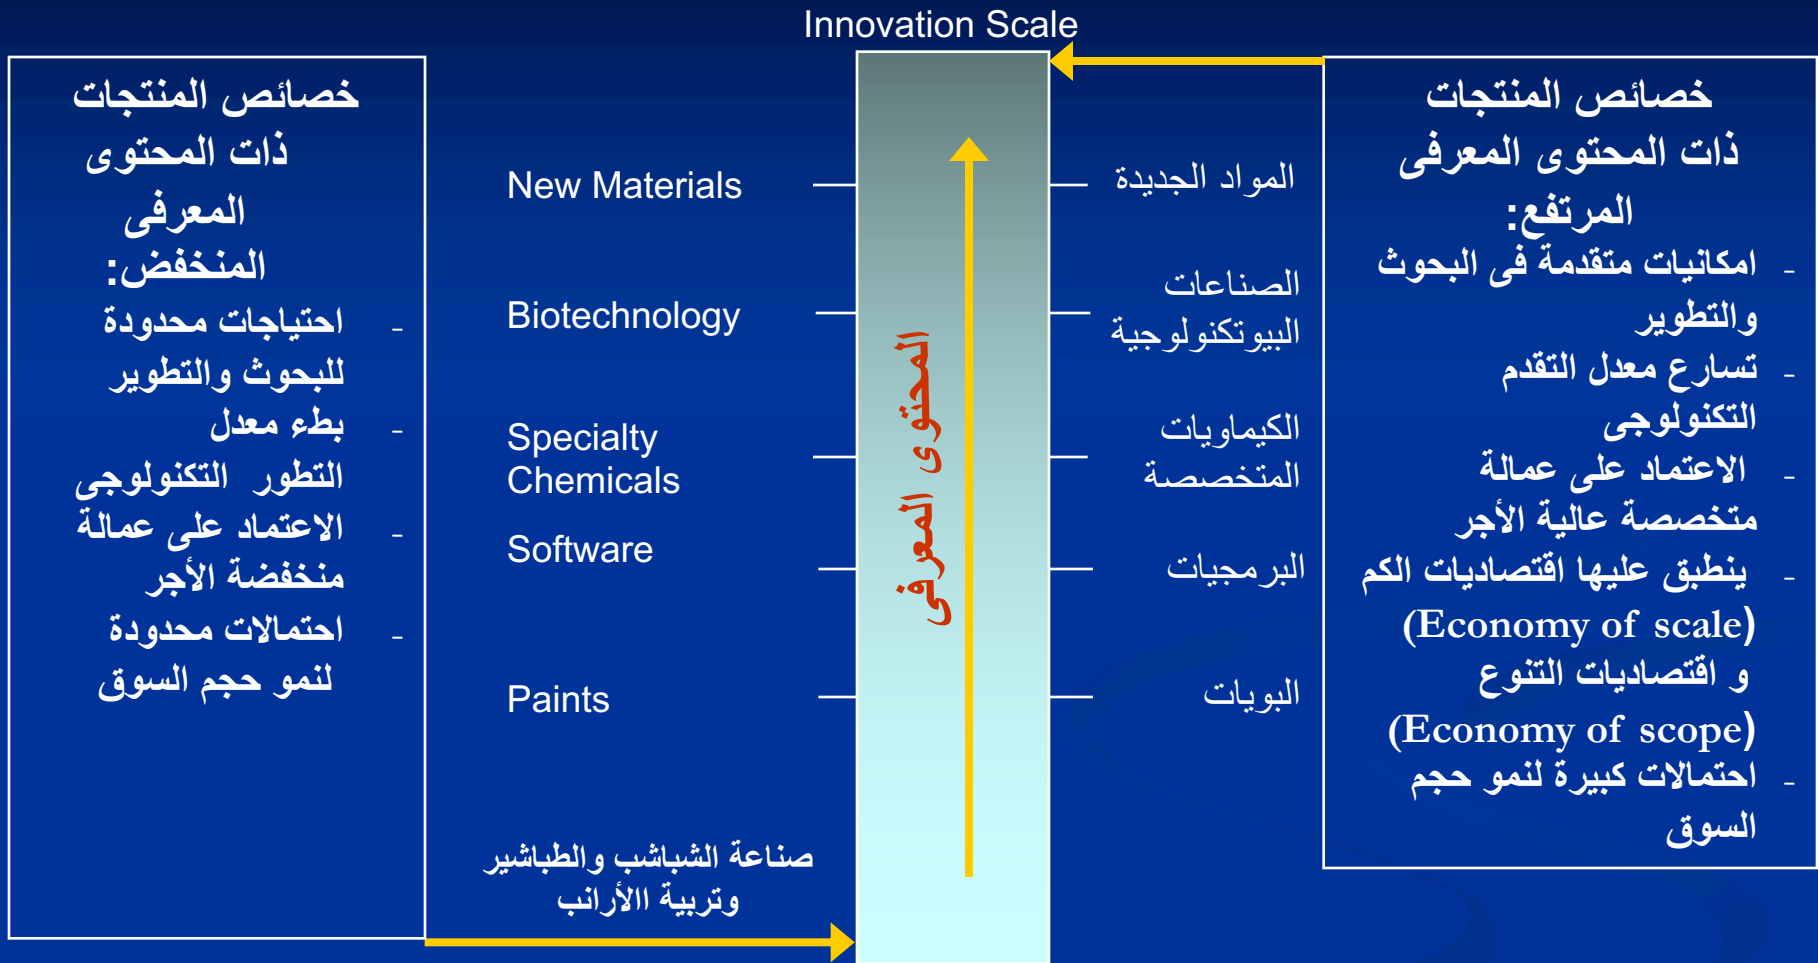 Innovation Scale
خصائص المنتجات
ذات المحتوى المعرفى
المرتفع:
- امكانيات متقدمة فى البحوث
والتطوير
- تسارع معدل التقدم
التكنولوجى
- الاعتماد على عمالة
متخصصة عالية الأجر
- ينطبق عليها اقتصاديات الكم
(Economy of scale)
و اقتصاديات التنوع
(Economy of scope)
- احتمالات كبيرة لنمو حجم
السوق
المواد الجديدة
الصناعات
البيوتكنولوجية
الكيماويات
المتخصصة
البرمجيات
البويات
المحتوى المعرفى
New Materials
Biotechnology
Specialty
Chemicals
Software
Paints
صناعة الشباشب والطباشير
وتربية االأرانب
خصائص المنتجات
ذات المحتوى
المعرفى
المنخفض:
- احتياجات محدودة
للبحوث والتطوير
- بطء معدل
التطور التكنولوجى
- الاعتماد على عمالة
منخفضة الأجر
- احتمالات محدودة
لنمو حجم السوق